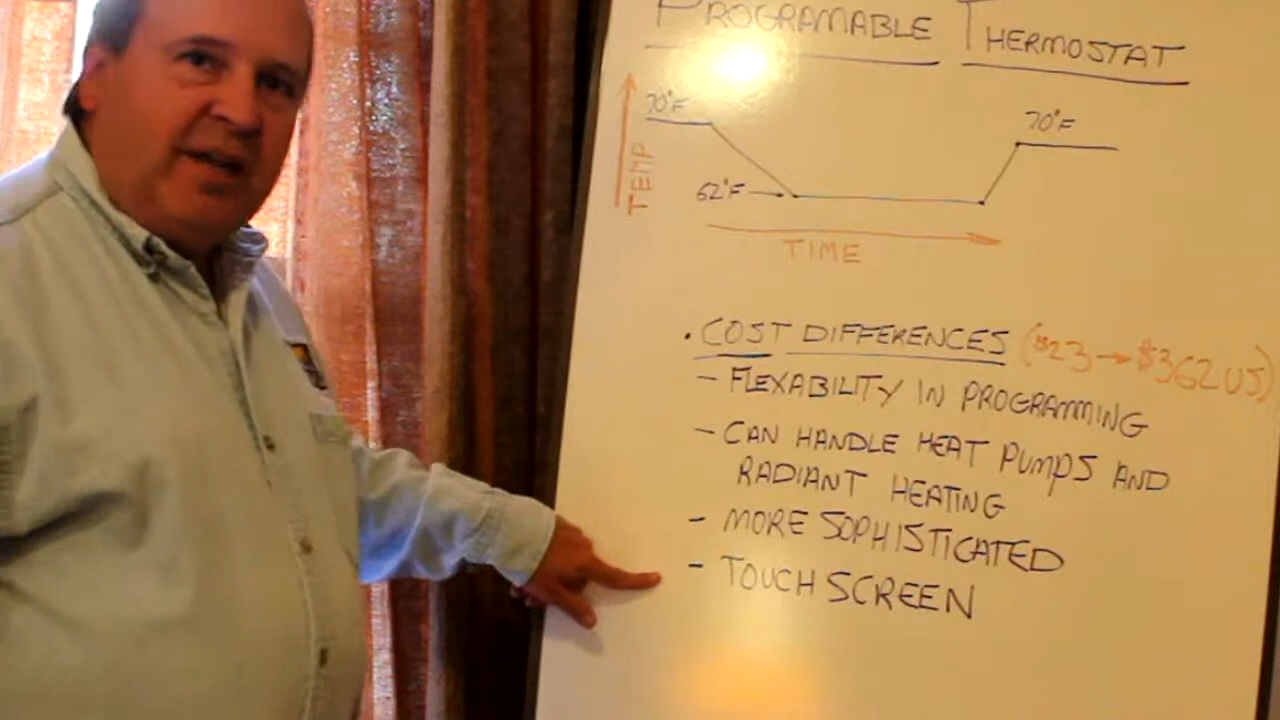 PROGRAMABLE THERMOSTAT
70°F
70°F
TEMP
62°F
TIME
• COST DIFFERENCES ($23 → $362 US)
- FLEXABILITY IN PROGRAMMING
- CAN HANDLE HEAT PUMPS AND
RADIANT HEATING
- MORE SOPHISTICATED
- TOUCH SCREEN